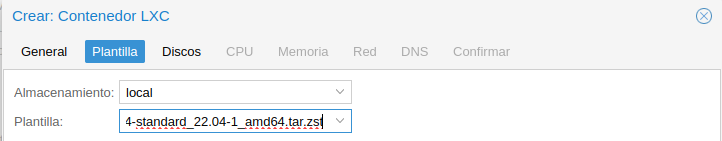 Crear: Contenedor LXC
General Plantilla Discos CPU Memoria Red DNS Confirmar
Almacenamiento: local
Plantilla: 4-standard_22.04-1_amd64.tar.zst